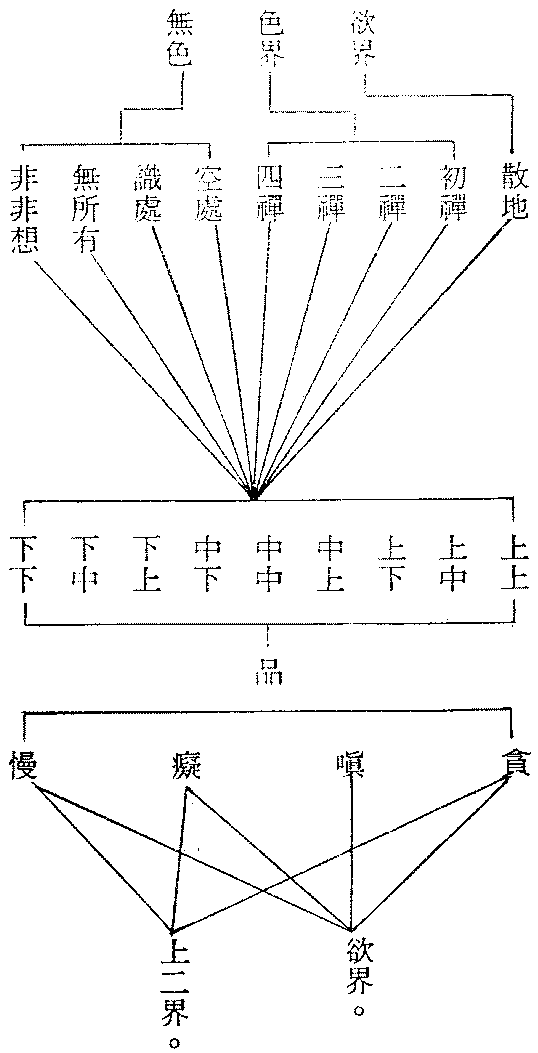 欲界
色界
無色
散地
初禪
二禪
三禪
四禪
空處
識處
無所有
非非想
上上
上中
上下
中上
中中
中下
下上
下中
下下
品
貪
嗔
癡
慢
欲界。
上二界。